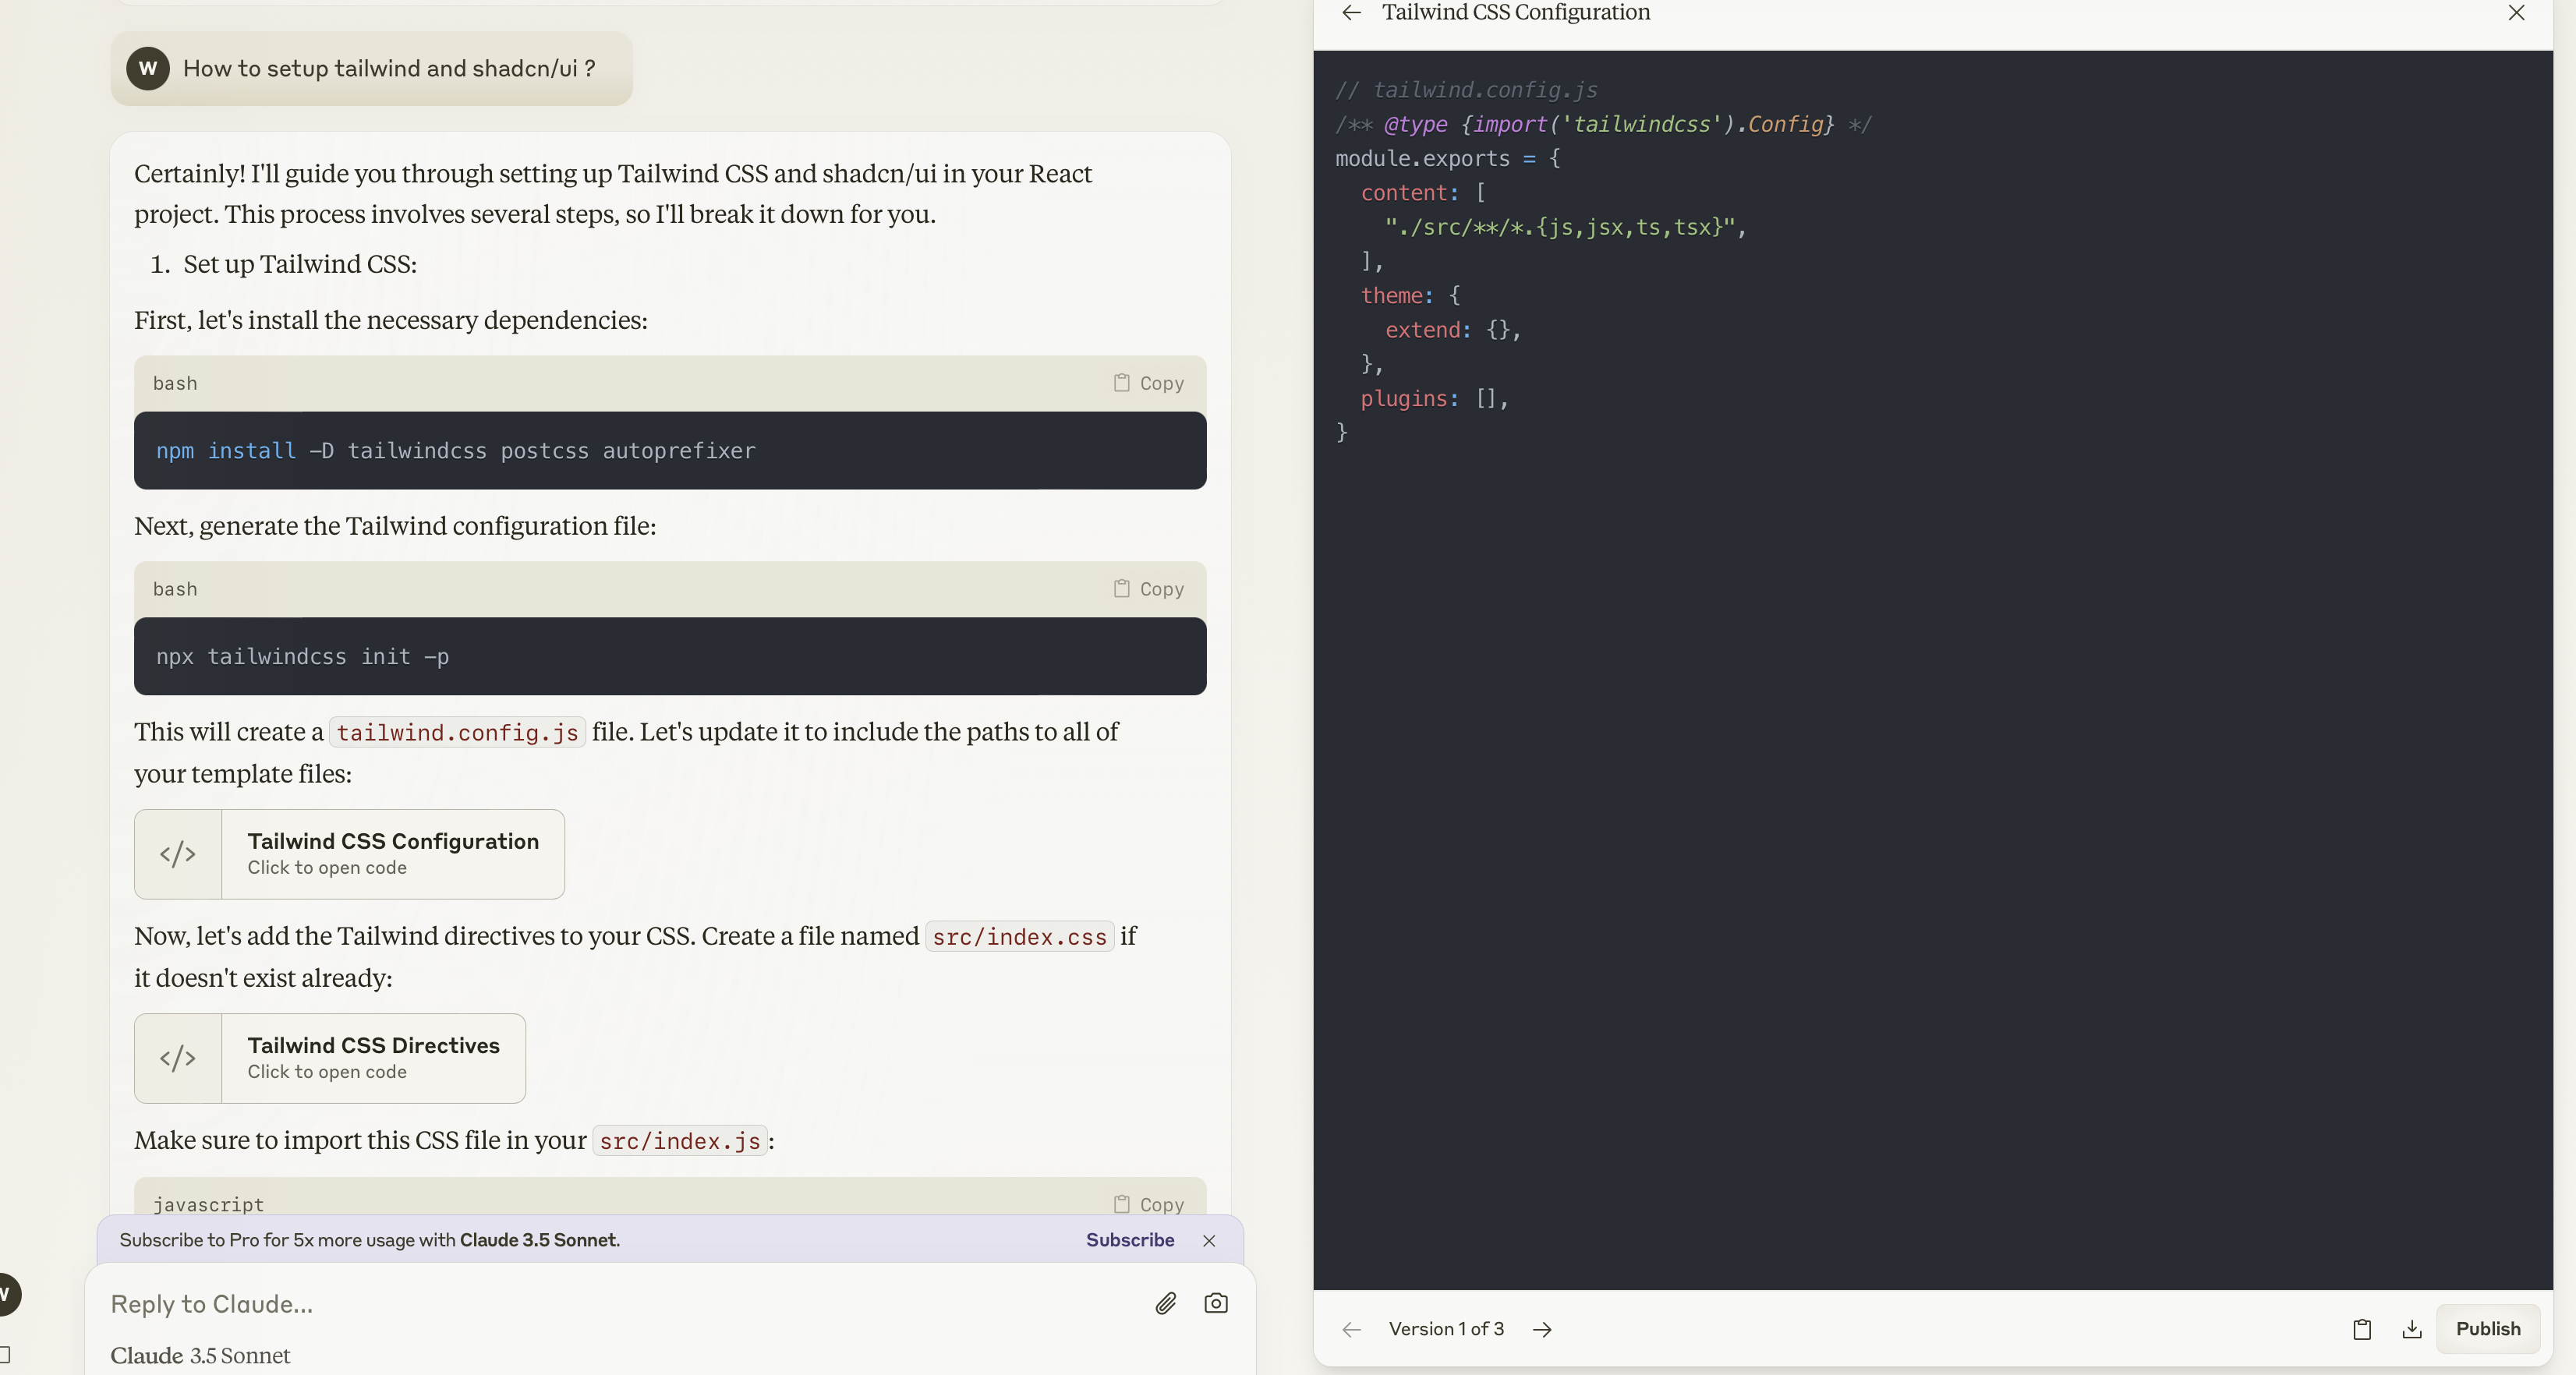 W How to setup tailwind and shadcn/ui ?
Certainly! I'll guide you through setting up Tailwind CSS and shadcn/ui in your React
project. This process involves several steps, so I'll break it down for you.
1. Set up Tailwind CSS:
First, let's install the necessary dependencies:
bash Copy
npm install -D tailwindcss postcss autoprefixer
Next, generate the Tailwind configuration file:
bash Copy
npx tailwindcss init -p
This will create a tailwind.config.js file. Let's update it to include the paths to all of
your template files:
</> Tailwind CSS Configuration
Click to open code
Now, let's add the Tailwind directives to your CSS. Create a file named src/index.css if
it doesn't exist already:
</> Tailwind CSS Directives
Click to open code
Make sure to import this CSS file in your src/index.js:
javascript Copy
Subscribe to Pro for 5x more usage with Claude 3.5 Sonnet. Subscribe
W
Reply to Claude...
Claude 3.5 Sonnet
Tailwind CSS Configuration
// tailwind.config.js
/** @type {import('tailwindcss').Config} */
module.exports = {
  content: [
    "./src/**/*.{js,jsx,ts,tsx}",
  ],
  theme: {
    extend: {},
  },
  plugins: [],
}
Version 1 of 3
Publish